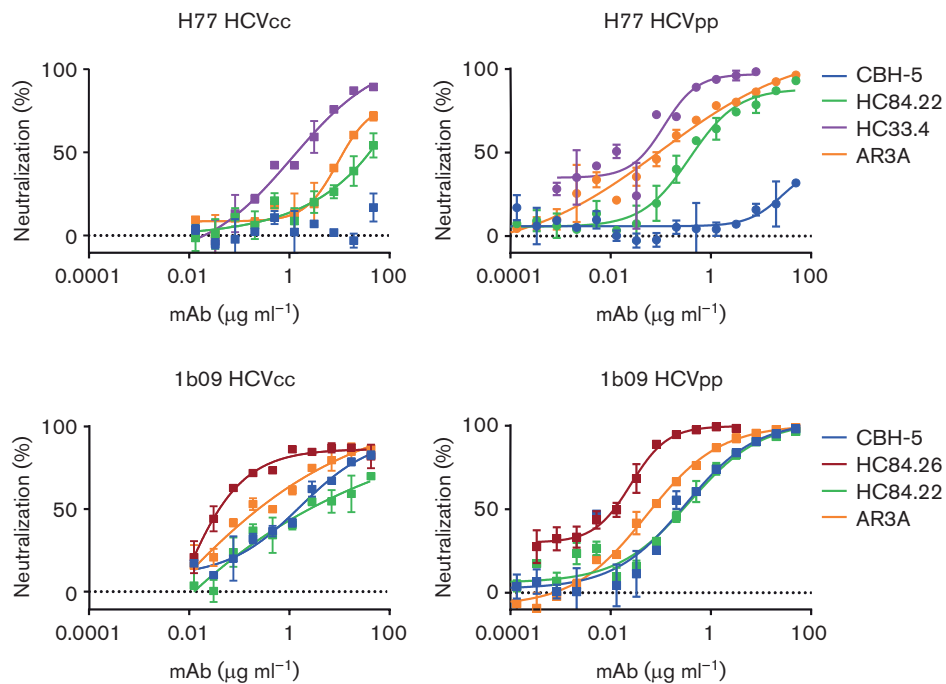 H77 HCVcc
H77 HCVpp
Neutralization (%)
100
50
0
0.0001
0.01
1
100
mAb (μg ml⁻¹)
Neutralization (%)
100
50
0
0.0001
0.01
1
100
mAb (μg ml⁻¹)
CBH-5
HC84.22
HC33.4
AR3A
1b09 HCVcc
1b09 HCVpp
Neutralization (%)
100
50
0
0.0001
0.01
1
100
mAb (μg ml⁻¹)
Neutralization (%)
100
50
0
0.0001
0.01
1
100
mAb (μg ml⁻¹)
CBH-5
HC84.26
HC84.22
AR3A